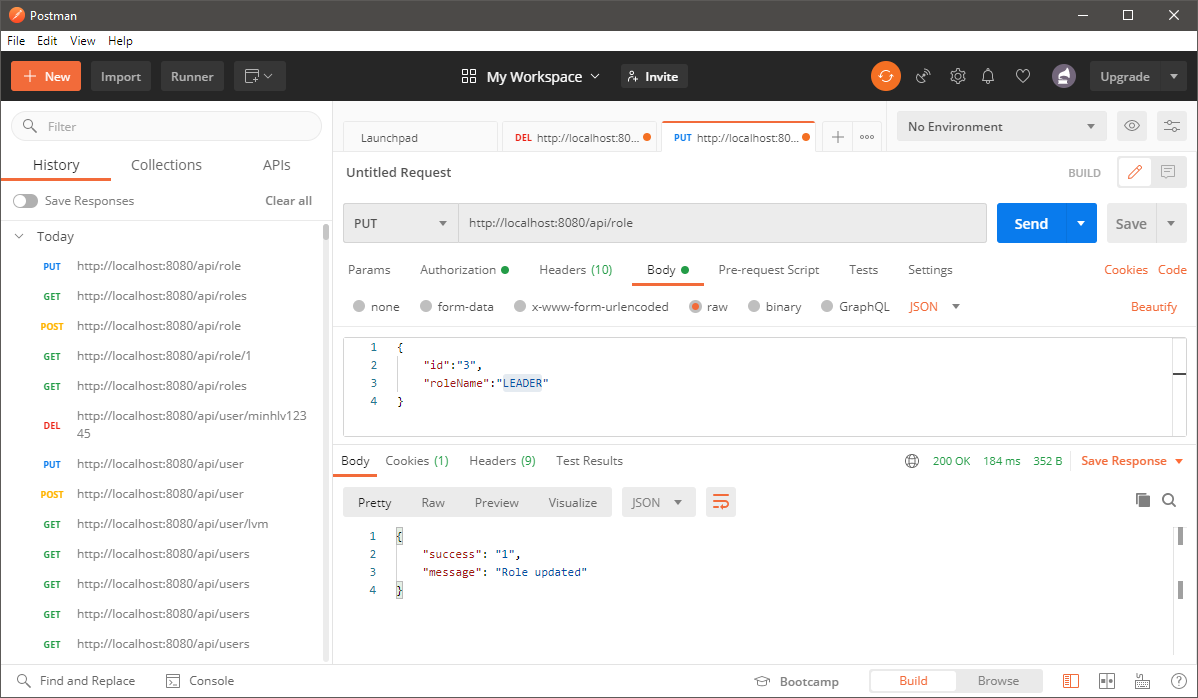 Postman
File Edit View Help
New Import Runner My Workspace Invite Upgrade
Filter
History Collections APIs
Save Responses Clear all
Today
PUT http://localhost:8080/api/role
GET http://localhost:8080/api/roles
POST http://localhost:8080/api/role
GET http://localhost:8080/api/role/1
GET http://localhost:8080/api/roles
DEL http://localhost:8080/api/user/minhlv123
45
PUT http://localhost:8080/api/user
POST http://localhost:8080/api/user
GET http://localhost:8080/api/user/lvm
GET http://localhost:8080/api/users
GET http://localhost:8080/api/users
GET http://localhost:8080/api/users
GET http://localhost:8080/api/users
Launchpad DEL http://localhost:80... PUT http://localhost:80... No Environment
Untitled Request BUILD
PUT http://localhost:8080/api/role Send Save
Params Authorization Headers (10) Body Pre-request Script Tests Settings Cookies Code
none form-data x-www-form-urlencoded raw binary GraphQL JSON Beautify
1 {
2 "id":"3",
3 "roleName":"LEADER"
4 }
Body Cookies (1) Headers (9) Test Results 200 OK 184 ms 352 B Save Response
Pretty Raw Preview Visualize JSON
1 {
2 "success": "1",
3 "message": "Role updated"
4 }
Find and Replace Console Bootcamp Build Browse